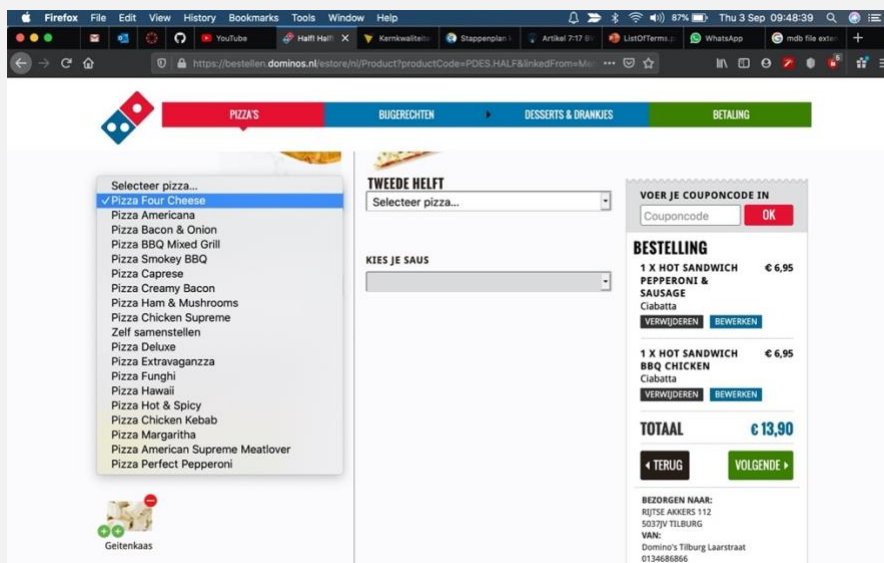 Firefox File Edit View History Bookmarks Tools Window Help 87% Thu 3 Sep 09:48:39
YouTube Halfl Half! Kernkwaliteite Stappenplan Artikel 7:17 B ListOfTerms.p WhatsApp mdb file exten
https://bestellen.dominos.nl/estore/nl/Product?productCode=PDES.HALF&linkedFrom=Me
PIZZA'S BIJGERECHTEN DESSERTS & DRANKJES BETALING
Selecteer pizza...
Pizza Four Cheese
Pizza Americana
Pizza Bacon & Onion
Pizza BBQ Mixed Grill
Pizza Smokey BBQ
Pizza Caprese
Pizza Creamy Bacon
Pizza Ham & Mushrooms
Pizza Chicken Supreme
Zelf samenstellen
Pizza Deluxe
Pizza Extravaganzza
Pizza Funghi
Pizza Hawaii
Pizza Hot & Spicy
Pizza Chicken Kebab
Pizza Margaritha
Pizza American Supreme Meatlover
Pizza Perfect Pepperoni
Geitenkaas
TWEEDE HELFT
Selecteer pizza...
KIES JE SAUS
VOER JE COUPONCODE IN
Couponcode OK
BESTELLING
1 X HOT SANDWICH € 6,95
PEPPERONI &
SAUSAGE
Ciabatta
VERWIJDEREN BEWERKEN
1 X HOT SANDWICH € 6,95
BBQ CHICKEN
Ciabatta
VERWIJDEREN BEWERKEN
TOTAAL € 13,90
TERUG VOLGENDE
BEZORGEN NAAR:
RIJTSE AKKERS 112
5037JV TILBURG
VAN:
Domino's Tilburg Laarstraat
0134686866